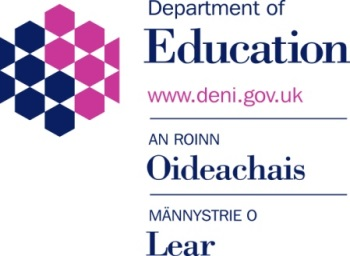 Department of
Education
www.deni.gov.uk
AN ROINN
Oideachais
MÄNNYSTRIE O
Lear